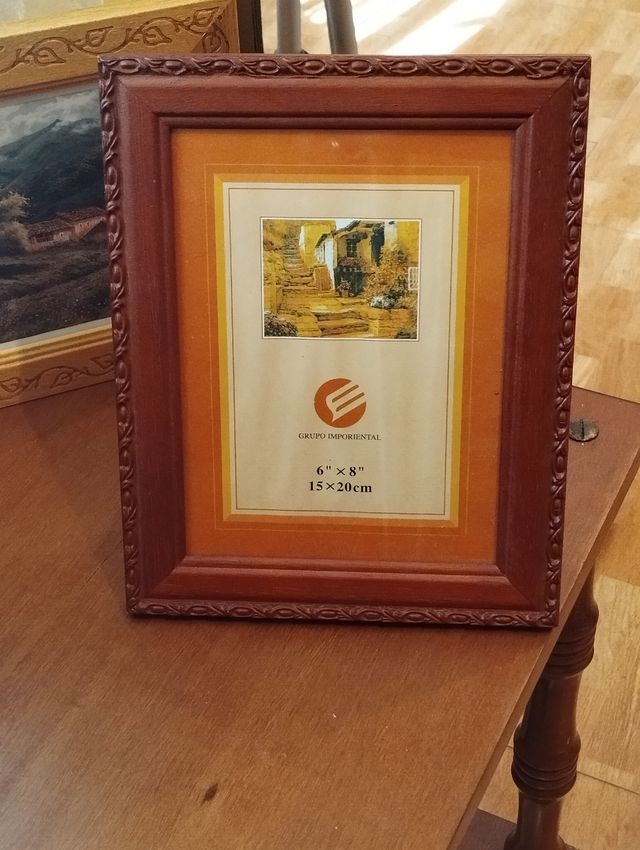 GRUPO IMPORIENTAL
6" × 8"
15×20cm